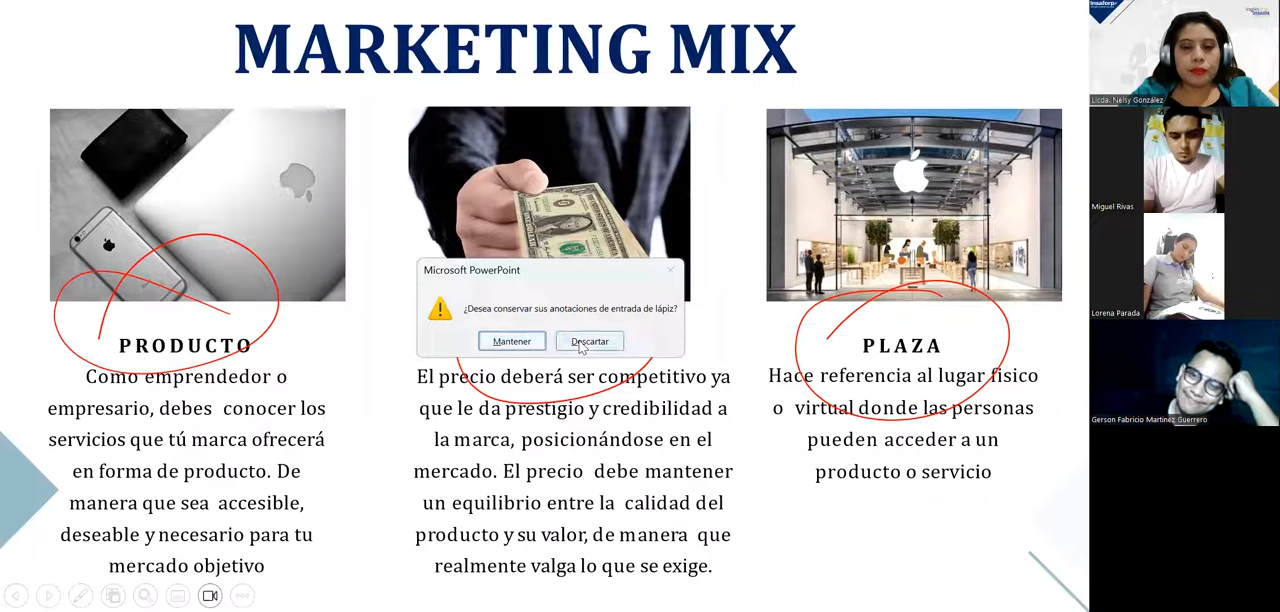 MARKETING MIX
PRODUCTO
Como emprendedor o
empresario, debes conocer los
servicios que tú marca ofrecerá
en forma de producto. De
manera que sea accesible,
deseable y necesario para tu
mercado objetivo
Microsoft PowerPoint
¿Desea conservar sus anotaciones de entrada de lápiz?
Mantener
Descartar
El precio deberá ser competitivo ya
que le da prestigio y credibilidad a
la marca, posicionándose en el
mercado. El precio debe mantener
un equilibrio entre la calidad del
producto y su valor, de manera que
realmente valga lo que se exige.
PLAZA
Hace referencia al lugar fisico
o virtual donde las personas
pueden acceder a un
producto o servicio
Insaforp
Licda. Nelsy González
Miguel Rivas
Lorena Parada
Gerson Fabricio Martinez Guerrero